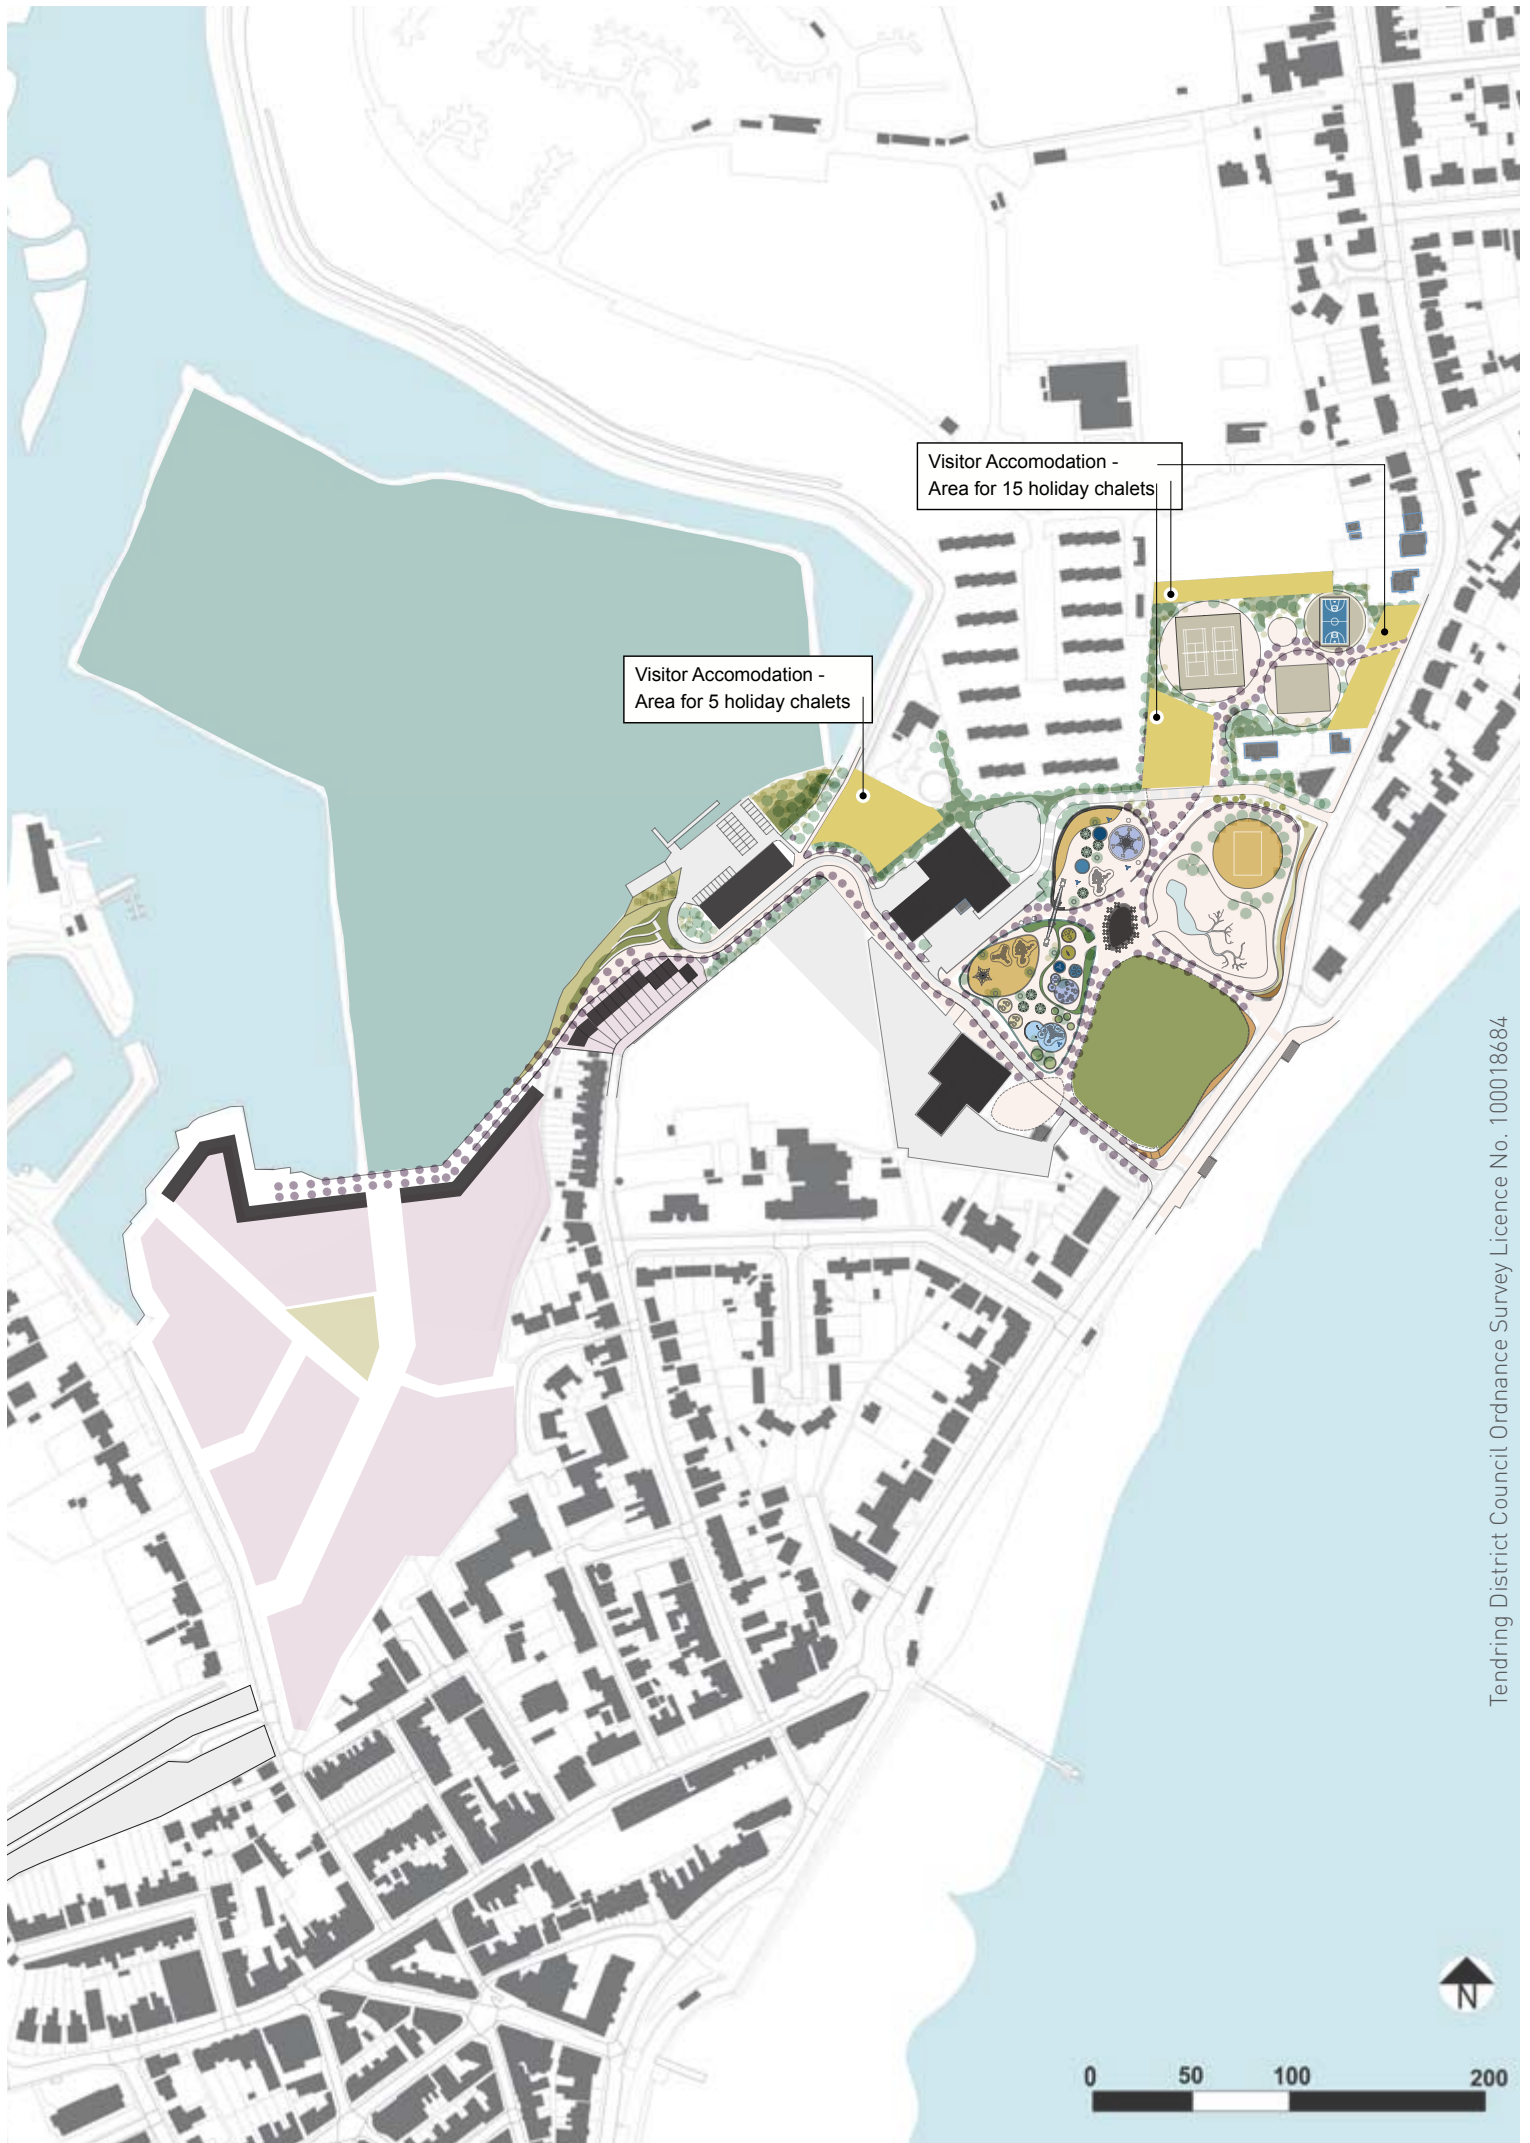 Visitor Accomodation -
Area for 15 holiday chalets
Visitor Accomodation -
Area for 5 holiday chalets
Tendring District Council Ordnance Survey Licence No. 100018684
N
0 50 100 200